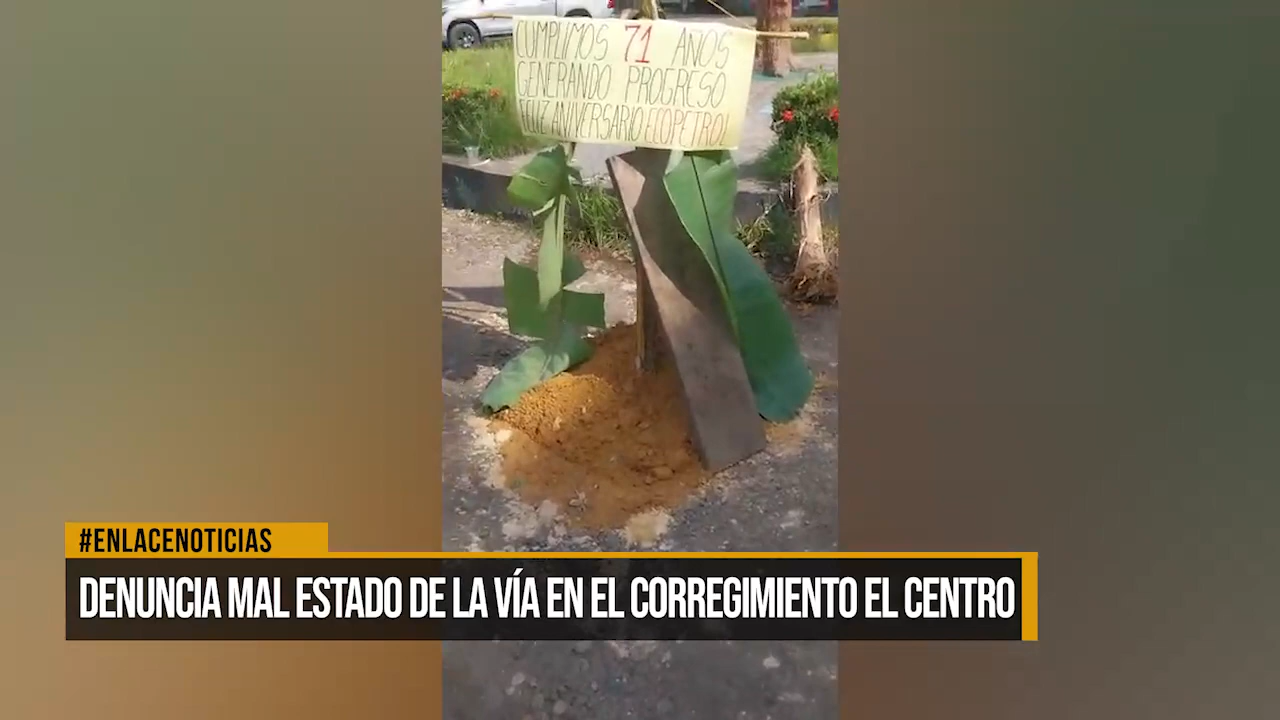 CUMPLIMOS 71 AÑOS
GENERANDO PROGRESO
FELIZ ANIVERSARIO ECOPETROL
#ENLACENOTICIAS
DENUNCIA MAL ESTADO DE LA VÍA EN EL CORREGIMIENTO EL CENTRO